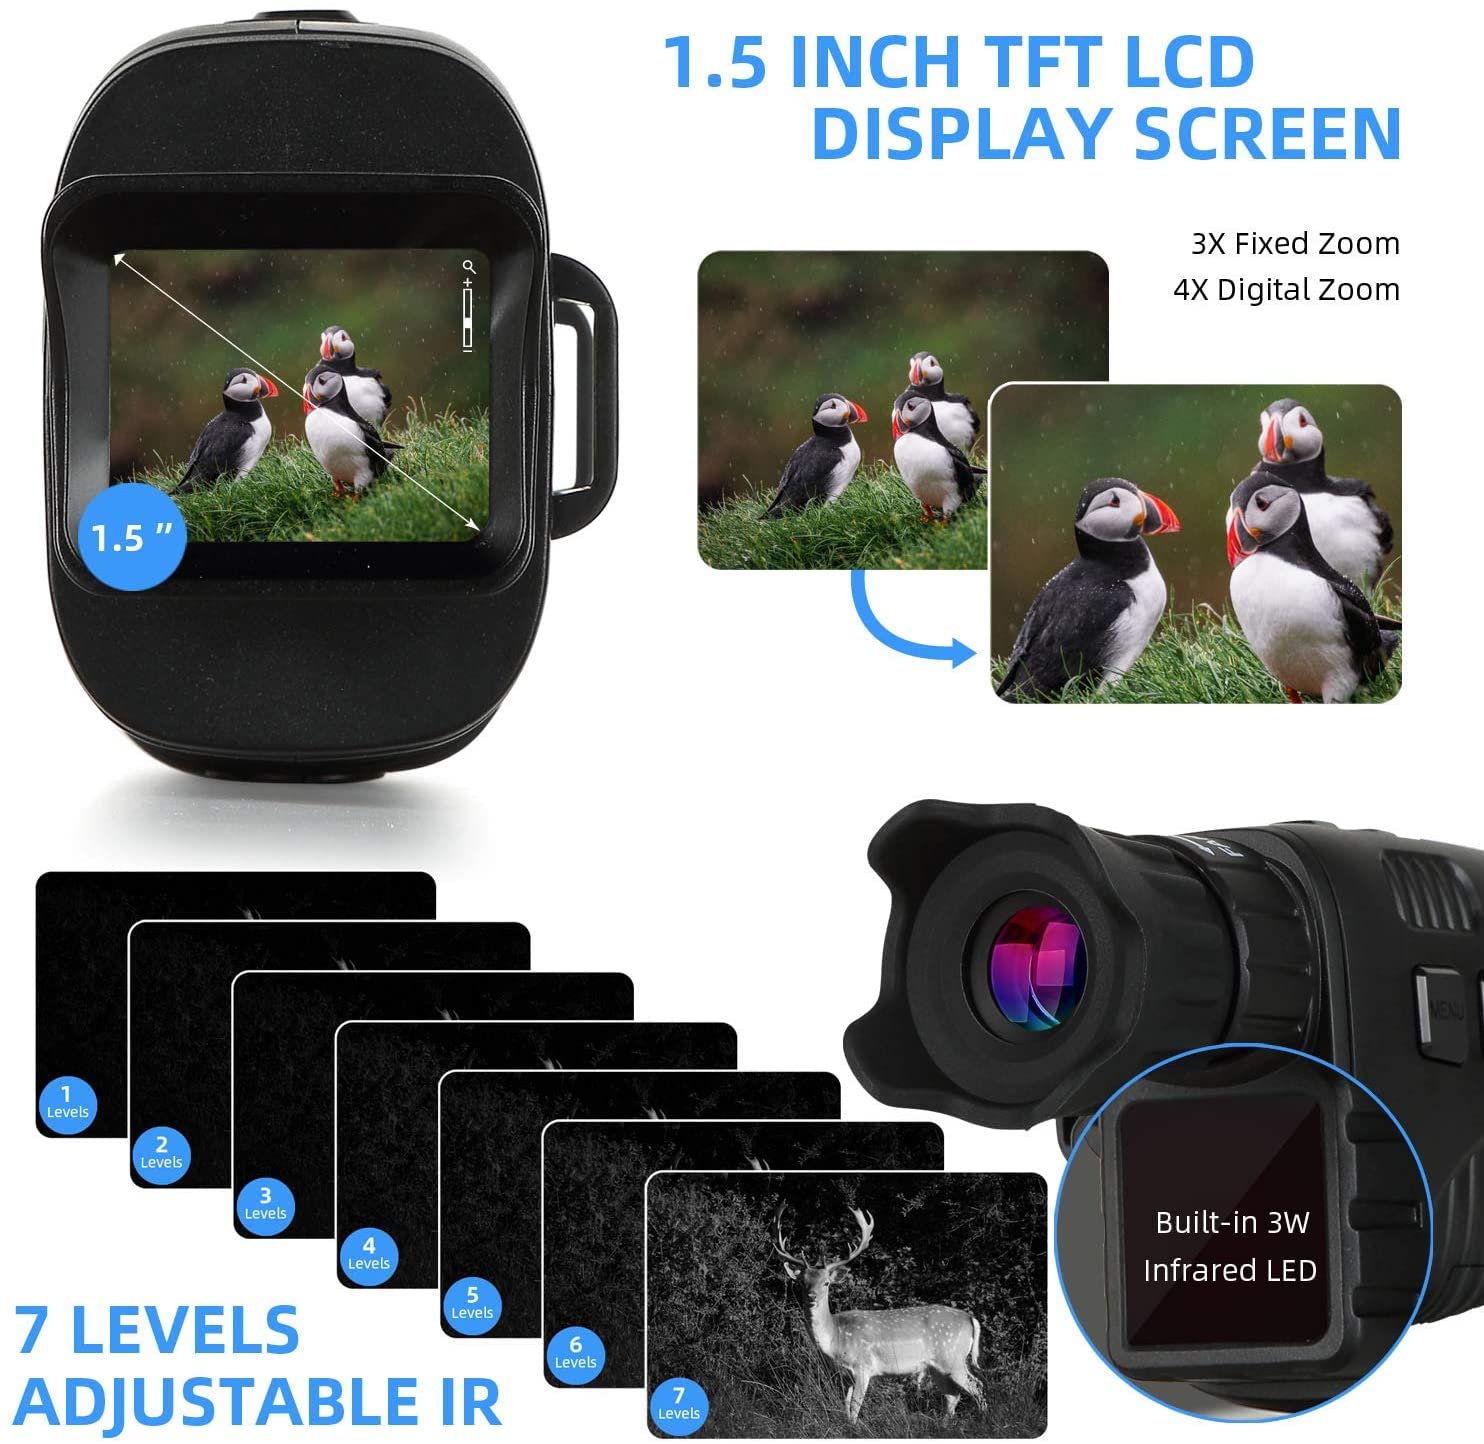 1.5 INCH TFT LCD
DISPLAY SCREEN
3X Fixed Zoom
4X Digital Zoom
1.5 ”
1
Levels
2
Levels
3
Levels
4
Levels
5
Levels
6
Levels
7
Levels
MENU
Built-in 3W
Infrared LED
7 LEVELS
ADJUSTABLE IR